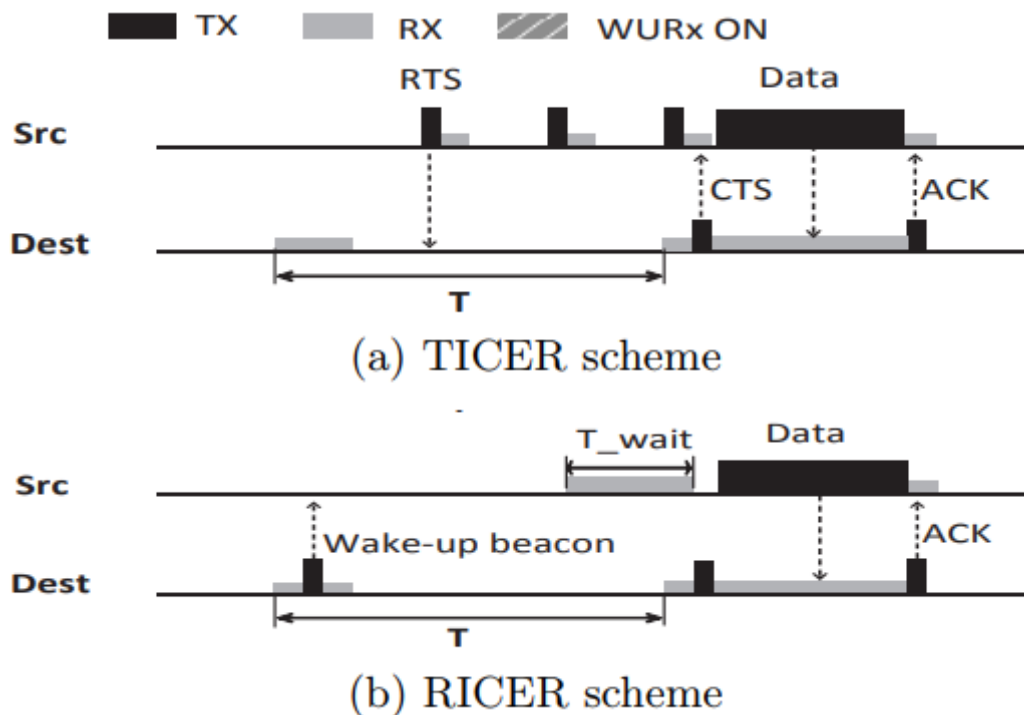 TX RX WURx ON
RTS Data
Src
CTS ACK
Dest
T
(a) TICER scheme
T_wait Data
Src
Wake-up beacon ACK
Dest
T
(b) RICER scheme